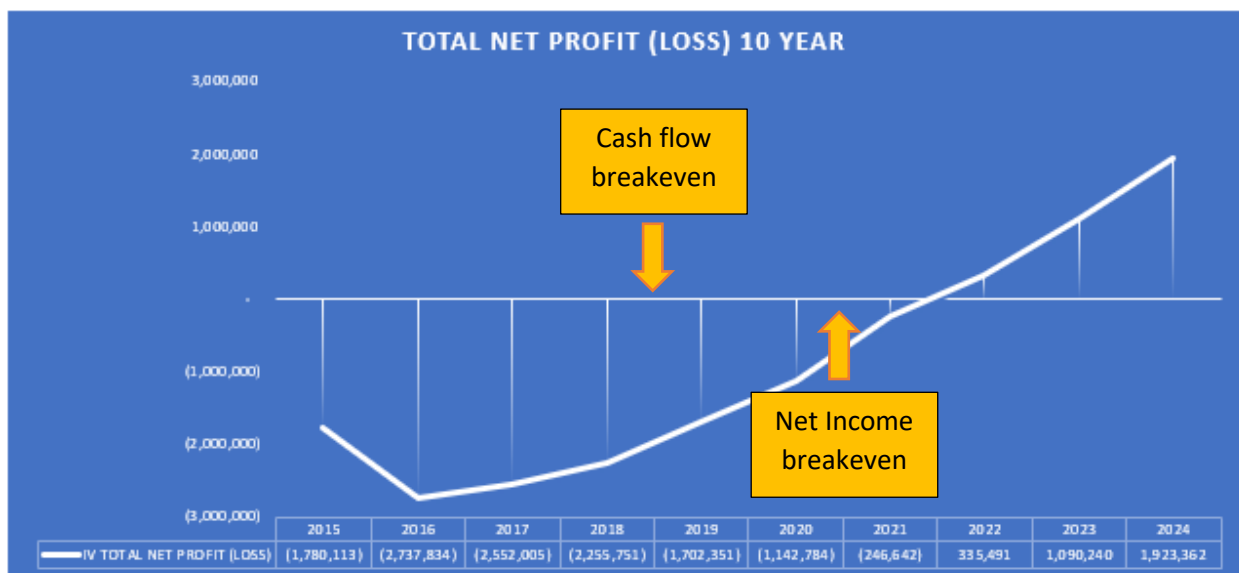 TOTAL NET PROFIT (LOSS) 10 YEAR
3,000,000
2,000,000
1,000,000
-
(1,000,000)
(2,000,000)
(3,000,000)
Cash flow
breakeven
Net Income
breakeven
2015 2016 2017 2018 2019 2020 2021 2022 2023 2024
IV TOTAL NET PROFIT (LOSS) (1,780,113) (2,737,834) (2,552,005) (2,255,751) (1,702,351) (1,142,784) (246,642) 335,491 1,090,240 1,923,362